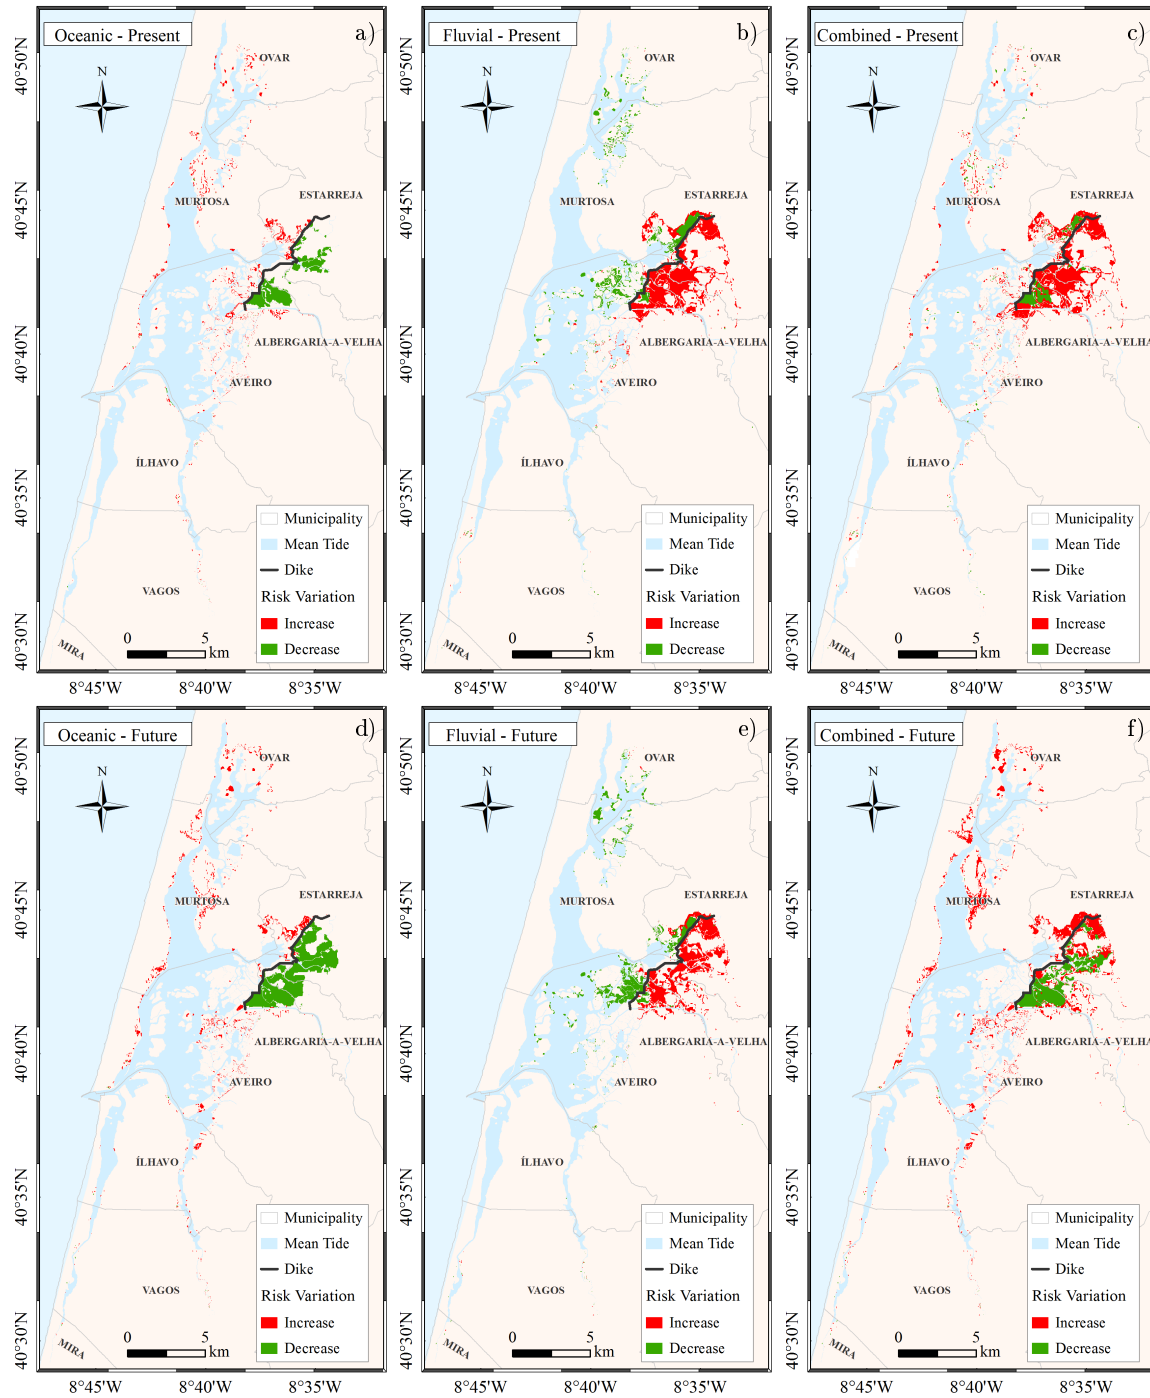 Oceanic - Present
a)
40°50'N
40°45'N
40°40'N
40°35'N
40°30'N
N
OVAR
MURTOSA
ESTARREJA
ALBERGARIA-A-VELHA
AVEIRO
ÍLHAVO
VAGOS
MIRA
Municipality
Mean Tide
Dike
Risk Variation
Increase
Decrease
0 5
km
8°45'W 8°40'W 8°35'W
Fluvial - Present
b)
40°50'N
40°45'N
40°40'N
40°35'N
40°30'N
N
OVAR
MURTOSA
ESTARREJA
ALBERGARIA-A-VELHA
AVEIRO
ÍLHAVO
VAGOS
MIRA
Municipality
Mean Tide
Dike
Risk Variation
Increase
Decrease
0 5
km
8°45'W 8°40'W 8°35'W
Combined - Present
c)
40°50'N
40°45'N
40°40'N
40°35'N
40°30'N
N
OVAR
MURTOSA
ESTARREJA
ALBERGARIA-A-VELHA
AVEIRO
ÍLHAVO
VAGOS
MIRA
Municipality
Mean Tide
Dike
Risk Variation
Increase
Decrease
0 5
km
8°45'W 8°40'W 8°35'W
Oceanic - Future
d)
40°50'N
40°45'N
40°40'N
40°35'N
40°30'N
N
OVAR
MURTOSA
ESTARREJA
ALBERGARIA-A-VELHA
AVEIRO
ÍLHAVO
VAGOS
MIRA
Municipality
Mean Tide
Dike
Risk Variation
Increase
Decrease
0 5
km
8°45'W 8°40'W 8°35'W
Fluvial - Future
e)
40°50'N
40°45'N
40°40'N
40°35'N
40°30'N
N
OVAR
MURTOSA
ESTARREJA
ALBERGARIA-A-VELHA
AVEIRO
ÍLHAVO
VAGOS
MIRA
Municipality
Mean Tide
Dike
Risk Variation
Increase
Decrease
0 5
km
8°45'W 8°40'W 8°35'W
Combined - Future
f)
40°50'N
40°45'N
40°40'N
40°35'N
40°30'N
N
OVAR
MURTOSA
ESTARREJA
ALBERGARIA-A-VELHA
AVEIRO
ÍLHAVO
VAGOS
MIRA
Municipality
Mean Tide
Dike
Risk Variation
Increase
Decrease
0 5
km
8°45'W 8°40'W 8°35'W